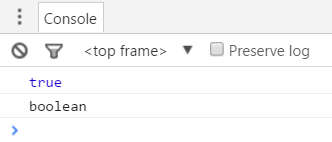 Console
<top frame> ▼ Preserve log
true
boolean